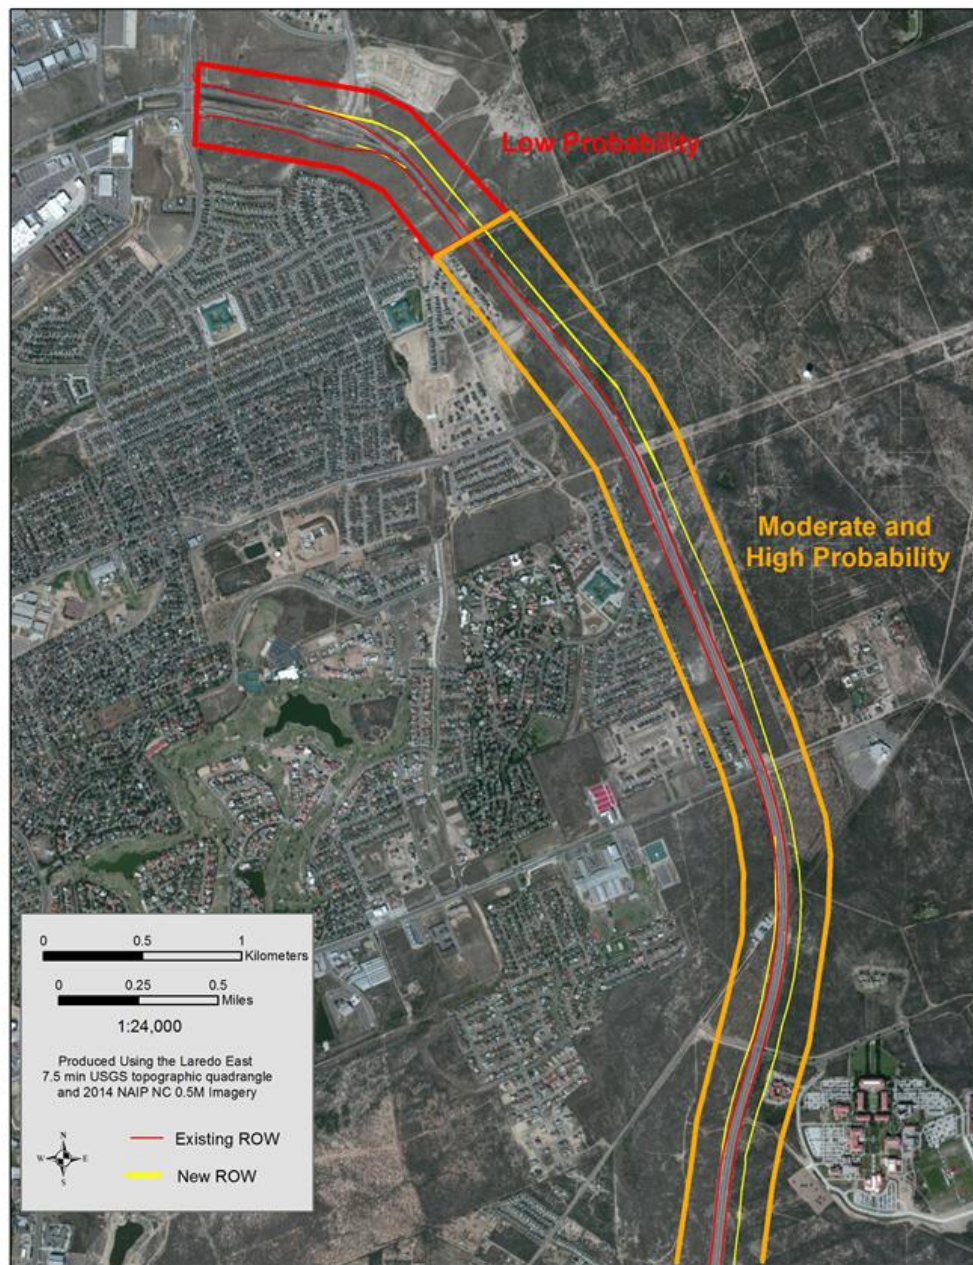 Low Probability
Moderate and
High Probability
0 0.5 1
Kilometers
0 0.25 0.5
Miles
1:24,000
Produced Using the Laredo East
7.5 min USGS topographic quadrangle
and 2014 NAIP NC 0.5M Imagery
N
W E
S
Existing ROW
New ROW